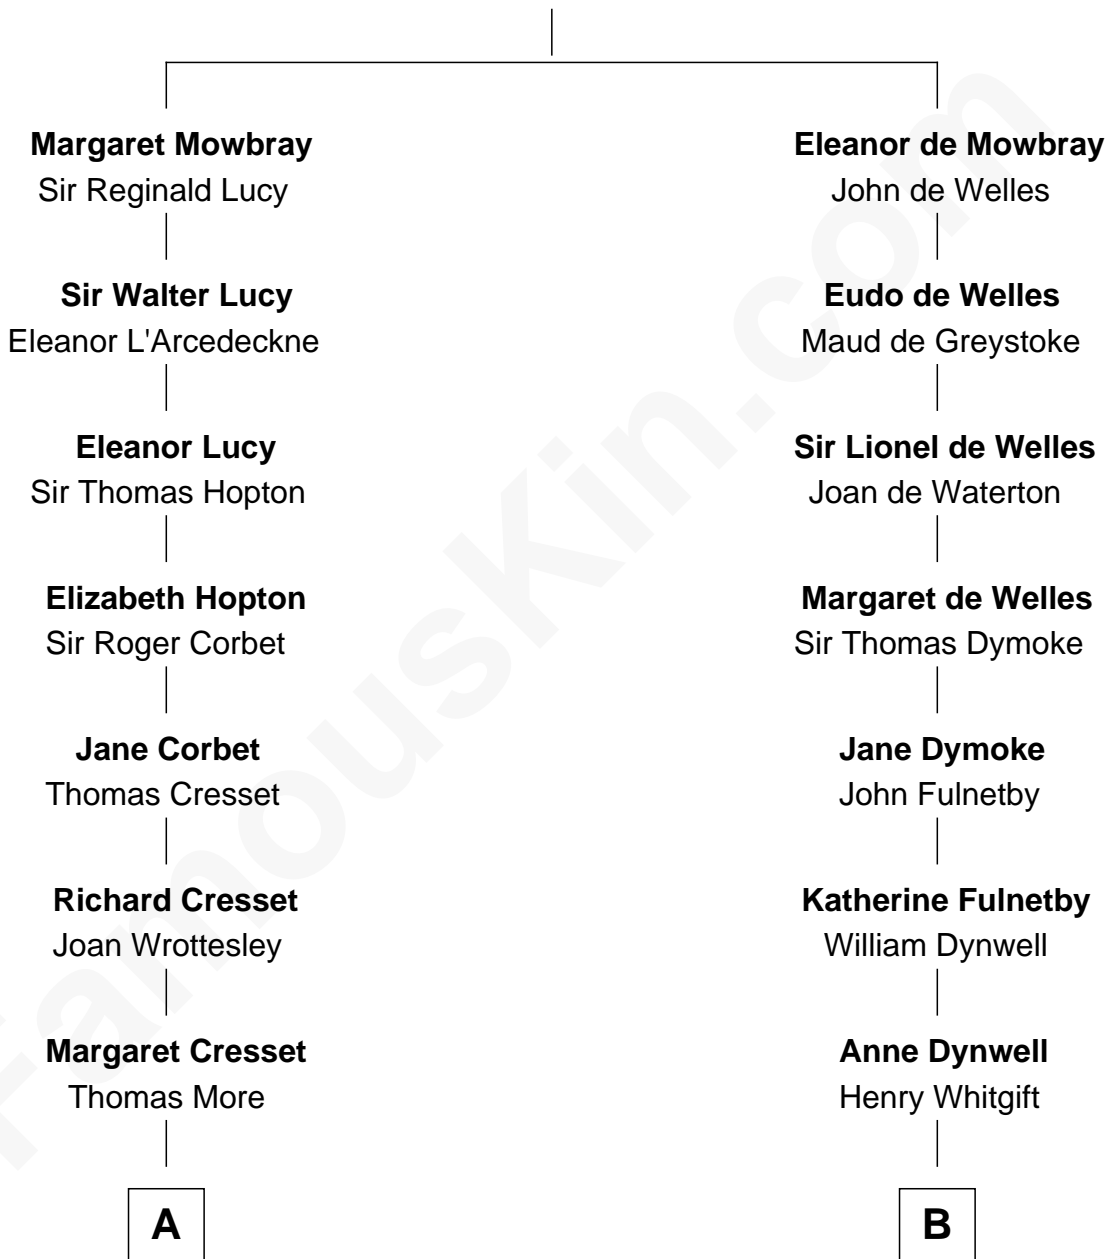 Margaret Mowbray
Sir Reginald Lucy
Sir Walter Lucy
Eleanor L'Arcedeckne
Eleanor Lucy
Sir Thomas Hopton
Elizabeth Hopton
Sir Roger Corbet
Jane Corbet
Thomas Cresset
Richard Cresset
Joan Wrottesley
Margaret Cresset
Thomas More
A
Eleanor de Mowbray
John de Welles
Eudo de Welles
Maud de Greystoke
Sir Lionel de Welles
Joan de Waterton
Margaret de Welles
Sir Thomas Dymoke
Jane Dymoke
John Fulnetby
Katherine Fulnetby
William Dynwell
Anne Dynwell
Henry Whitgift
B
FamousKin.com